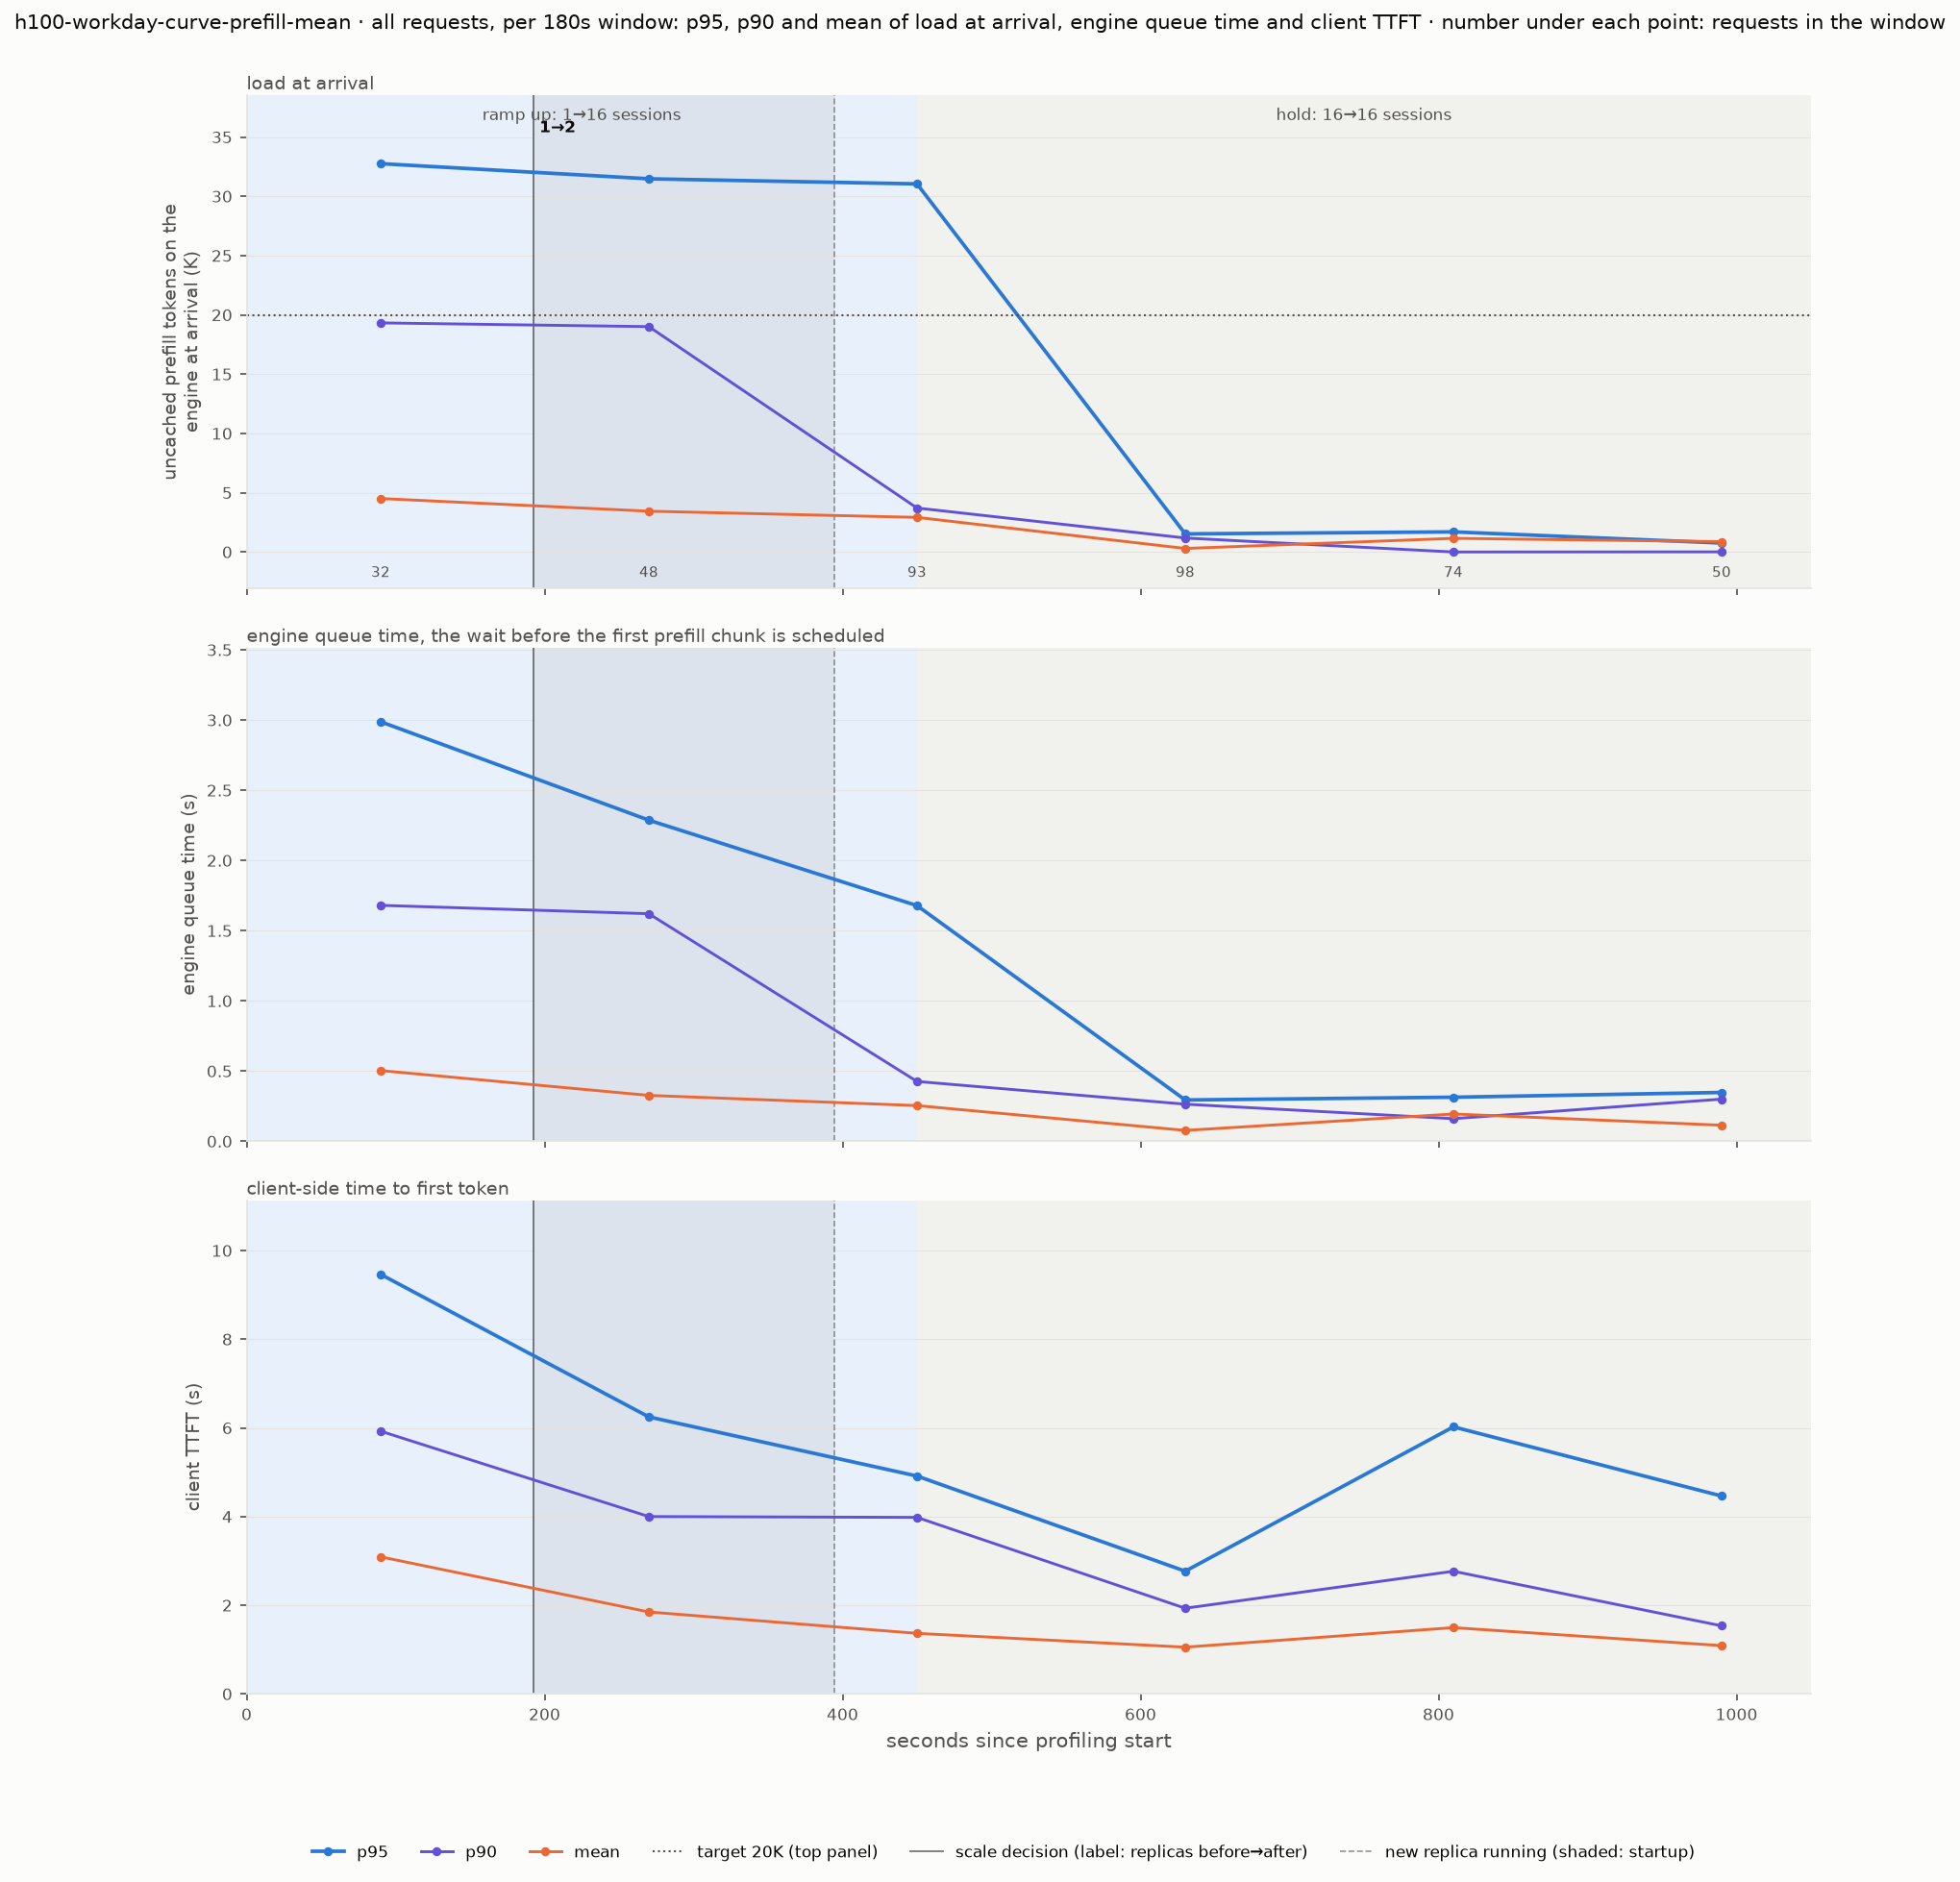 h100-workday-curve-prefill-mean · all requests, per 180s window: p95, p90 and mean of load at arrival, engine queue time and client TTFT · number under each point: requests in the window
load at arrival
ramp up: 1→16 sessions
hold: 16→16 sessions
1→2
uncached prefill tokens on the
engine at arrival (K)
35
30
25
20
15
10
5
0
32 48 93 98 74 50
engine queue time, the wait before the first prefill chunk is scheduled
engine queue time (s)
3.5
3.0
2.5
2.0
1.5
1.0
0.5
0.0
client-side time to first token
client TTFT (s)
10
8
6
4
2
0
0 200 400 600 800 1000
seconds since profiling start
p95 p90 mean target 20K (top panel) scale decision (label: replicas before→after) new replica running (shaded: startup)